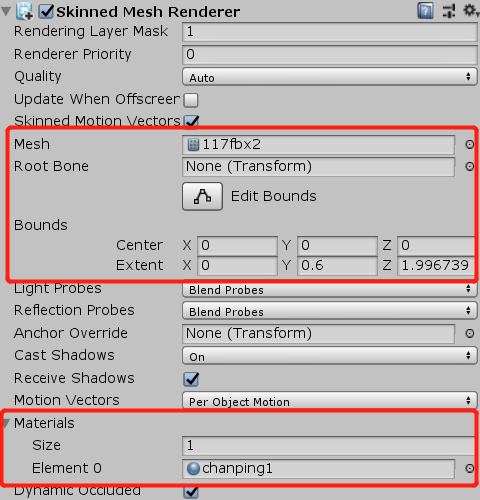 Skinned Mesh Renderer
Rendering Layer Mask 1
Renderer Priority 0
Quality Auto
Update When Offscreen
Skinned Motion Vectors
Mesh 117fbx2
Root Bone None (Transform)
Edit Bounds
Bounds
Center X 0 Y 0 Z 0
Extent X 0 Y 0.6 Z 1.996739
Light Probes Blend Probes
Reflection Probes Blend Probes
Anchor Override None (Transform)
Cast Shadows On
Receive Shadows
Motion Vectors Per Object Motion
Materials
Size 1
Element 0 chanping1
Dynamic Occluded